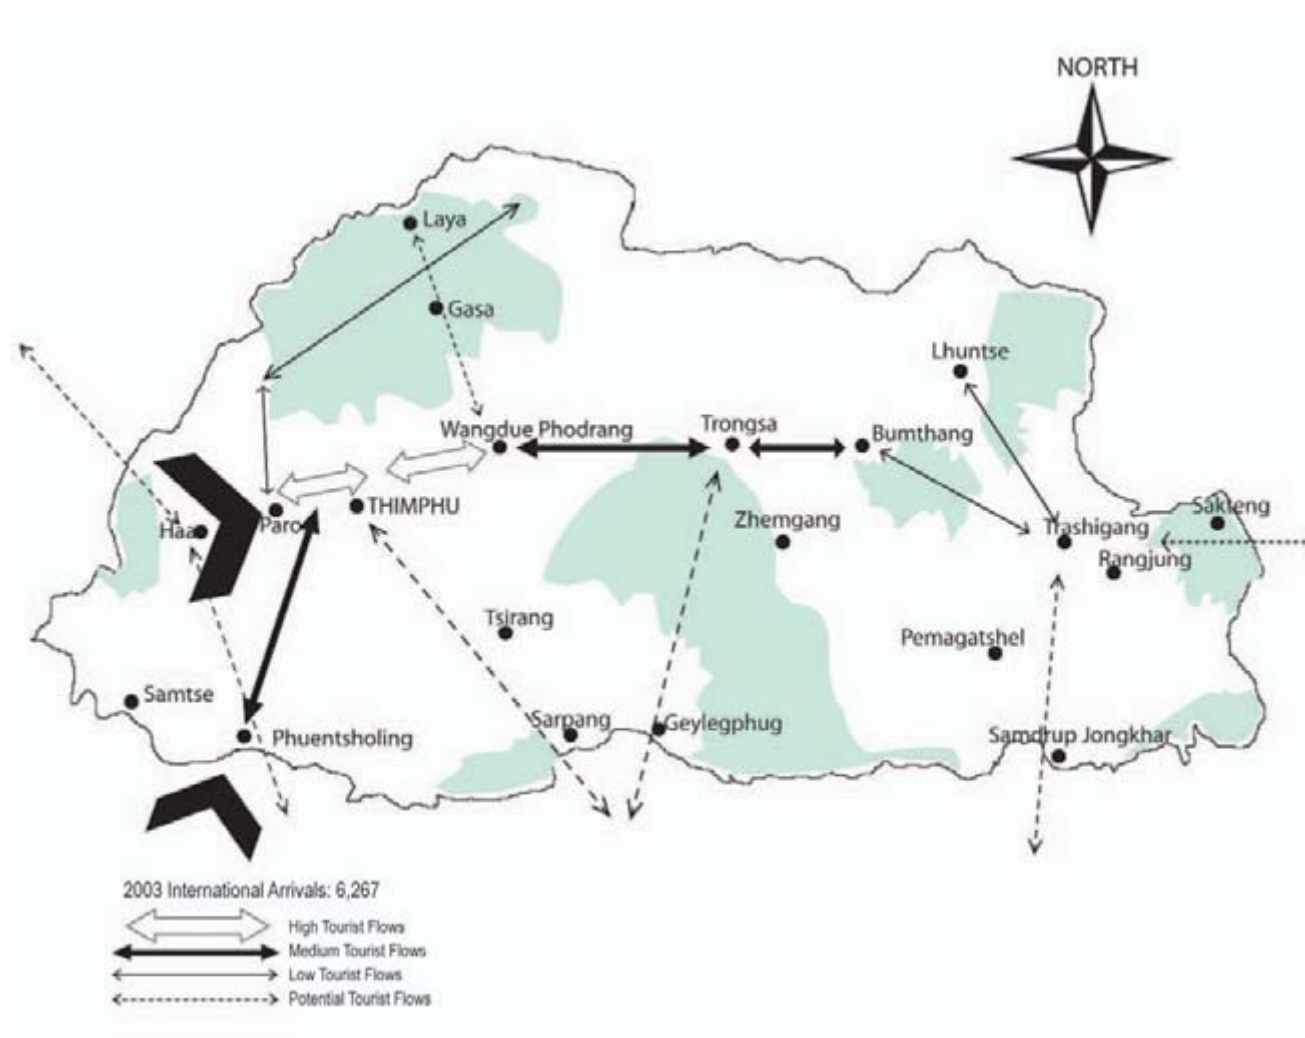 NORTH
Laya
Gasa
Lhuntse
Wangdue Phodrang
Trongsa
Bumthang
THIMPHU
Paro
Haa
Zhemgang
Trashigang
Sakteng
Rangjung
Tsirang
Pemagatshel
Samtse
Phuentsholing
Sarpang
Geylegphug
Samdrup Jongkhar
2003 International Arrivals: 6,267
High Tourist Flows
Medium Tourist Flows
Low Tourist Flows
Potential Tourist Flows